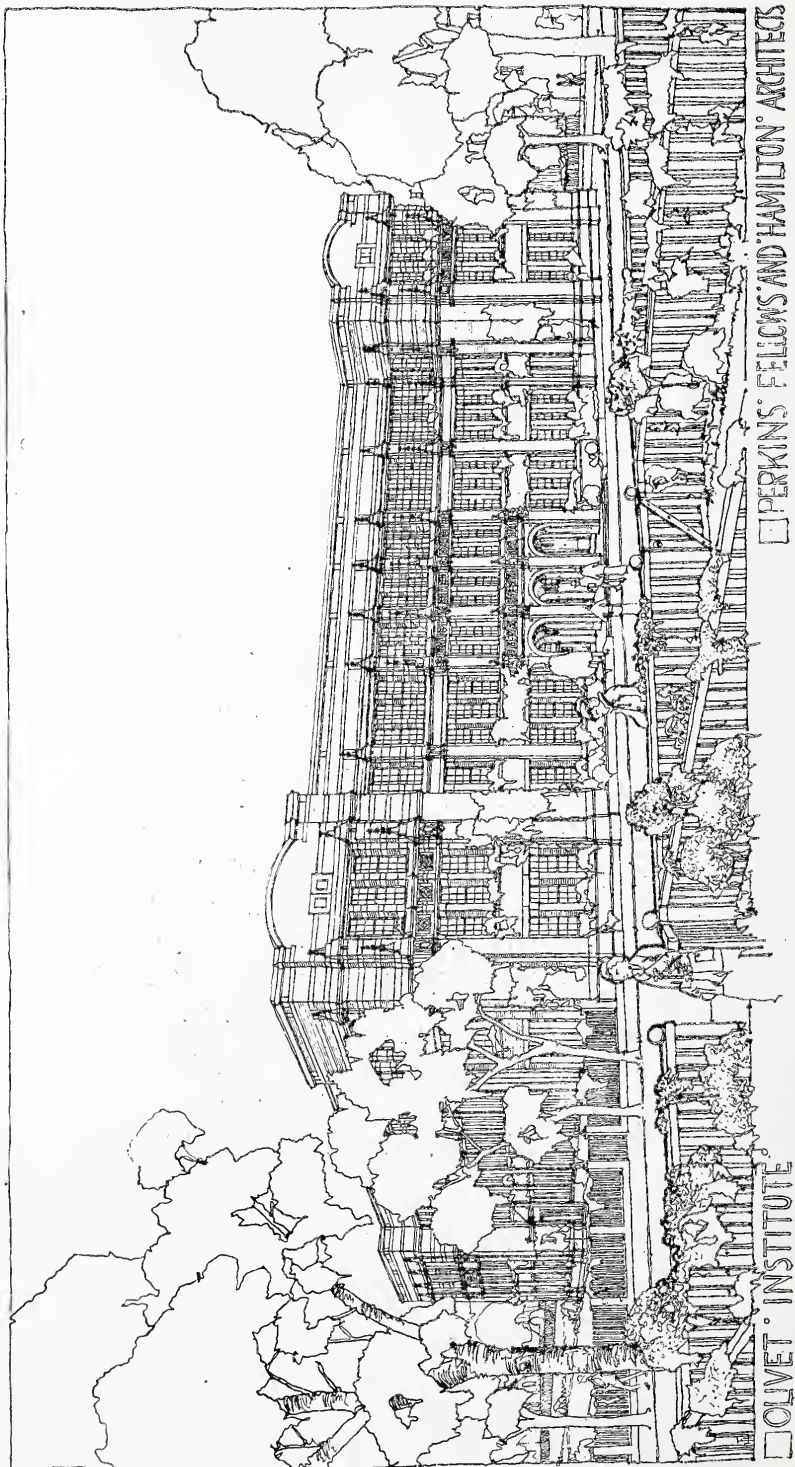 OLIVET · INSTITUTE
PERKINS · FELLOWS · AND · HAMILTON · ARCHITECTS